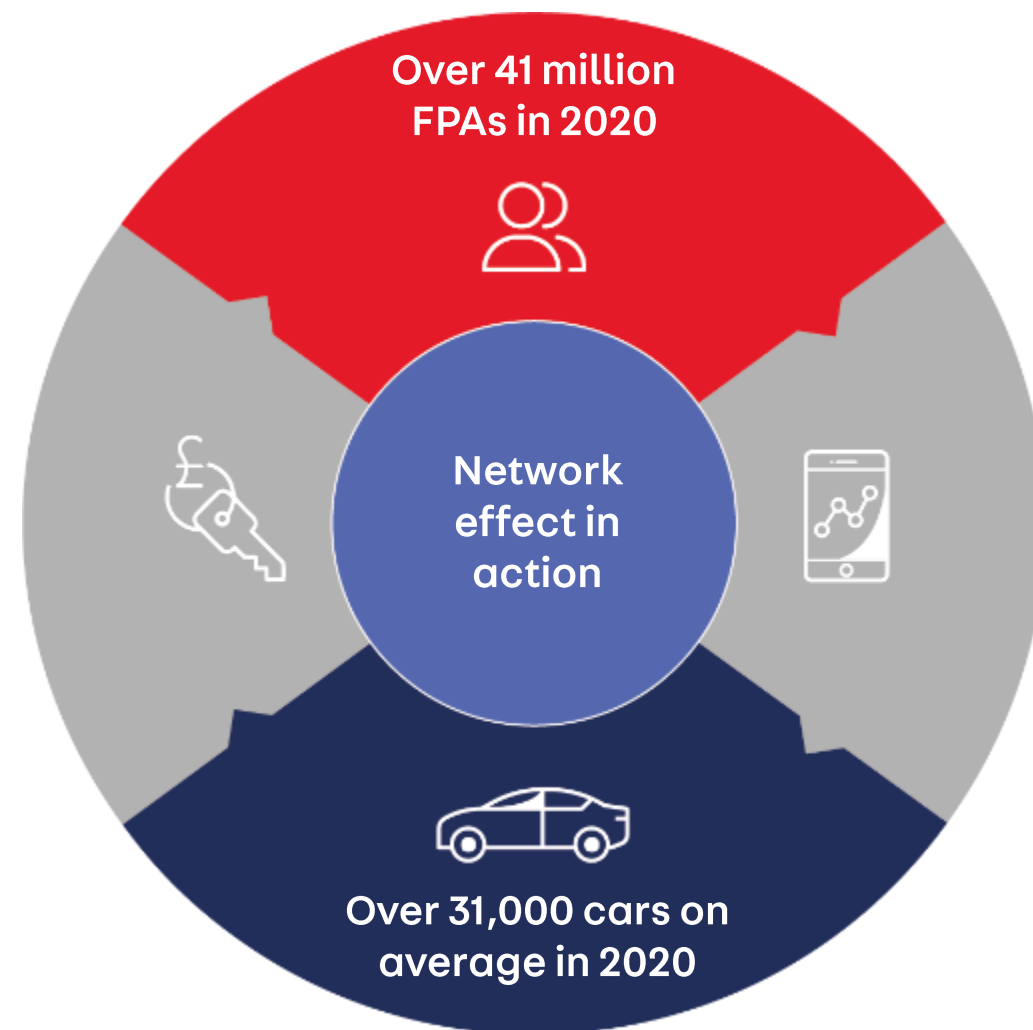 Over 41 million
FPAs in 2020
£
Network
effect in
action
Over 31,000 cars on
average in 2020